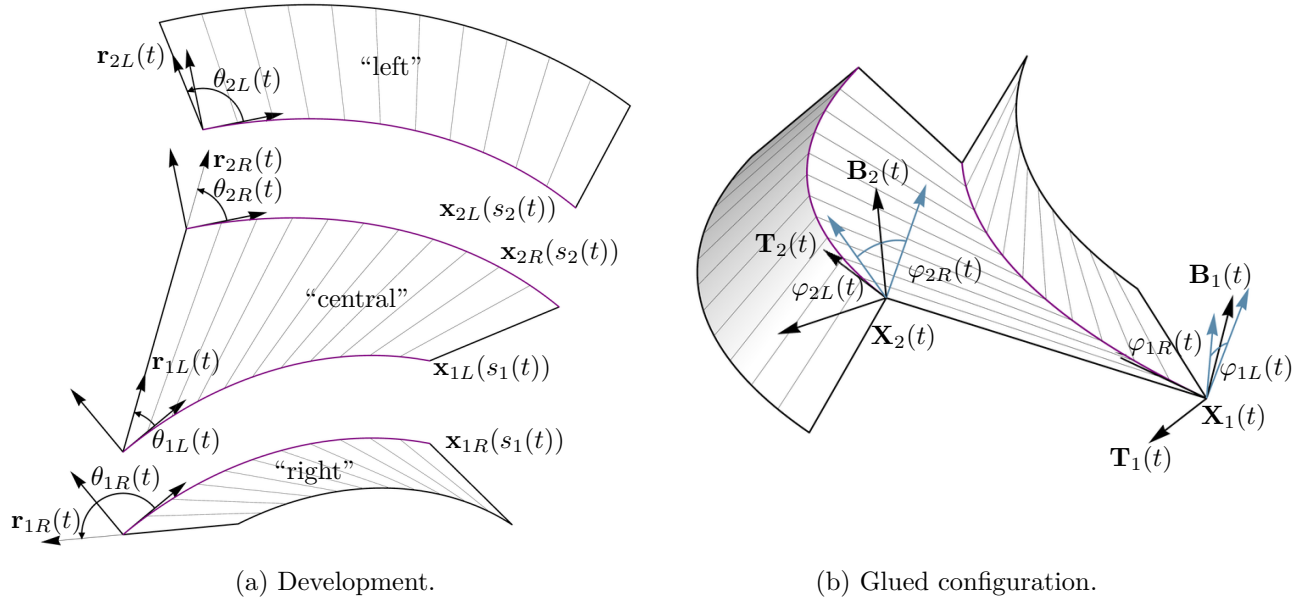 𝐫₂L(t)
θ₂L(t)
“left”
𝐫₂R(t)
θ₂R(t)
𝐱₂L(s₂(t))
𝐱₂R(s₂(t))
“central”
𝐫₁L(t)
θ₁L(t)
𝐱₁L(s₁(t))
𝐱₁R(s₁(t))
“right”
θ₁R(t)
𝐫₁R(t)
(a) Development.
𝐁₂(t)
𝐓₂(t)
φ₂R(t)
φ₂L(t)
𝐗₂(t)
𝐁₁(t)
φ₁R(t)
φ₁L(t)
𝐗₁(t)
𝐓₁(t)
(b) Glued configuration.